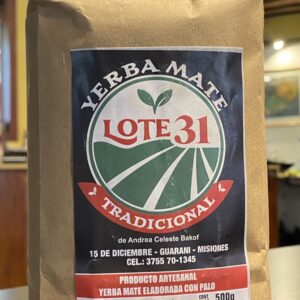 YERBA MATE
LOTE 31
TRADICIONAL
de Andrea Celeste Bakof
15 DE DICIEMBRE - GUARANI - MISIONES
CEL.: 3755 70-1345
PRODUCTO ARTESANAL
YERBA MATE ELABORADA CON PALO
CONT.
500g